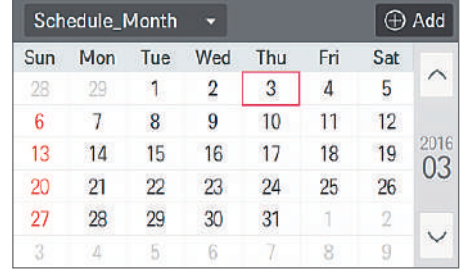 Schedule_Month Add
Sun Mon Tue Wed Thu Fri Sat
28 29 1 2 3 4 5
6 7 8 9 10 11 12
13 14 15 16 17 18 19
2016
03
20 21 22 23 24 25 26
27 28 29 30 31 1 2
3 4 5 6 7 8 9